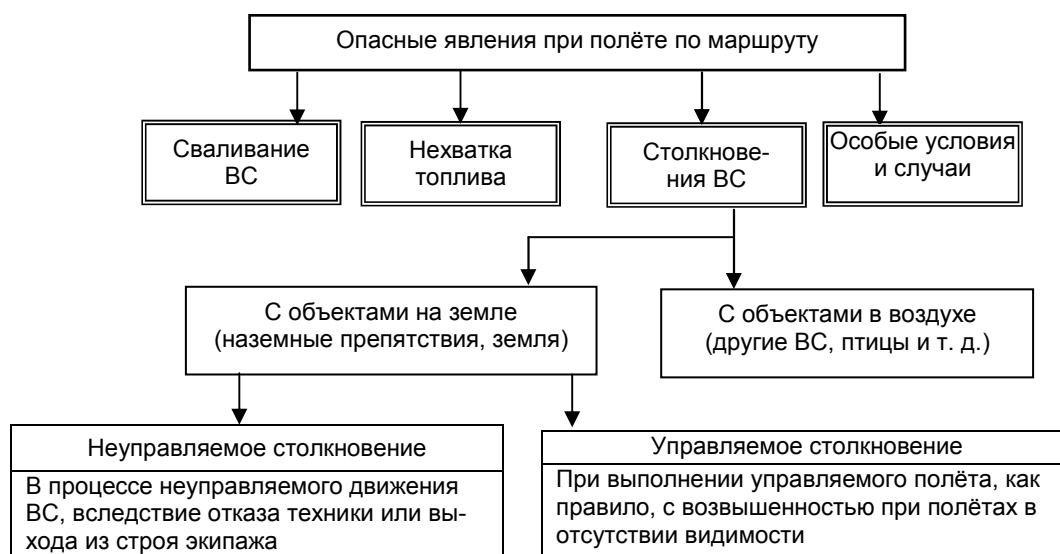 Опасные явления при полёте по маршруту
Сваливание
ВС
Нехватка
топлива
Столкнове-
ения ВС
Особые условия
и случаи
С объектами на земле
(наземные препятствия, земля)
С объектами в воздухе
(другие ВС, птицы и т. д.)
Неуправляемое столкновение
В процессе неуправляемого движения
ВС, вследствие отказа техники или вы-
хода из строя экипажа
Управляемое столкновение
При выполнении управляемого полёта, как
правило, с возвышенностью при полётах в
отсутствии видимости